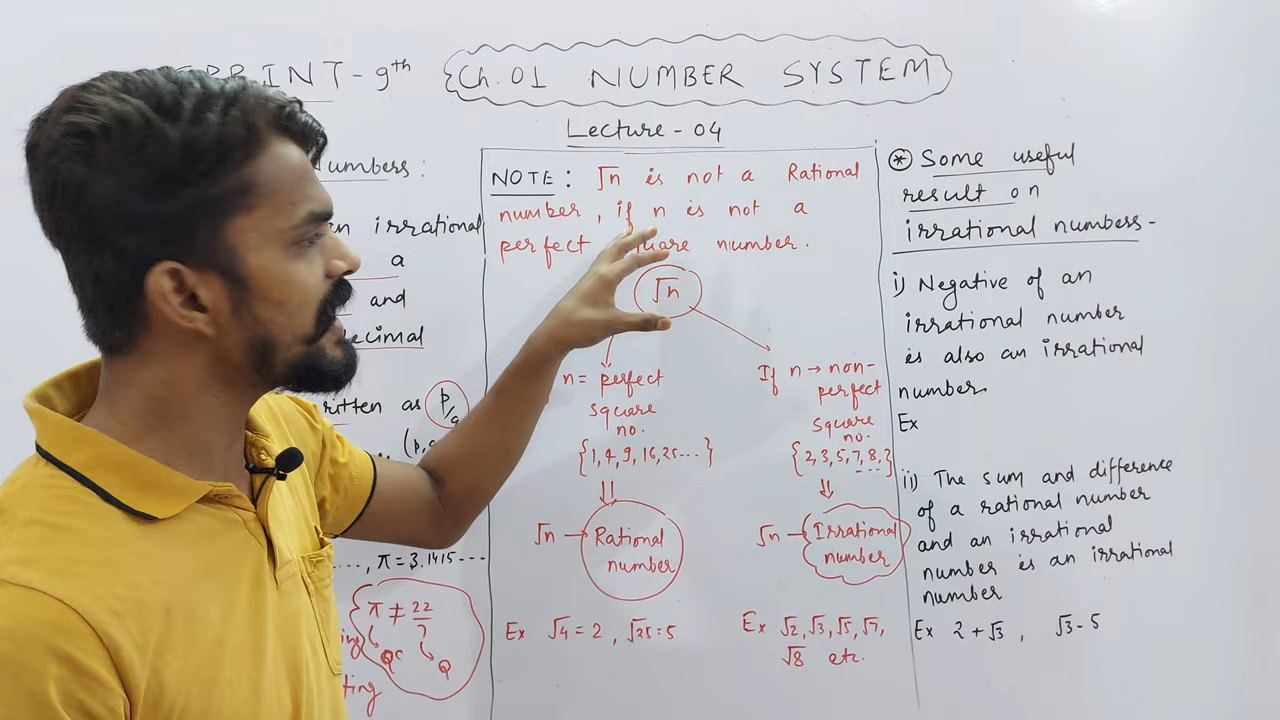 PRINT - 9th
Ch. 01 NUMBER SYSTEM
Lecture - 04
umbers :
an irrational
a
and
decimal
ritten as p/q
(p,
...., π = 3.1415----
π ≠ 22/7
Qc
Q
ting
NOTE : √n is not a Rational
number, if n is not a
perfect square number.
√n
n = perfect
square
no.
{1, 4, 9, 16, 25----}
⇓
√n → Rational
number
Ex √4 = 2, √25 = 5
If n → non-
perfect
square
no.
{2, 3, 5, 7, 8, ---}
⇓
√n → Irrational
number
Ex √2, √3, √5, √7,
√8 etc.
* Some useful
result on
irrational numbers -
i) Negative of an
irrational number
is also an irrational
number.
Ex
ii) The sum and difference
of a rational number
and an irrational
number is an irrational
number
Ex 2 + √3 , √3 - 5